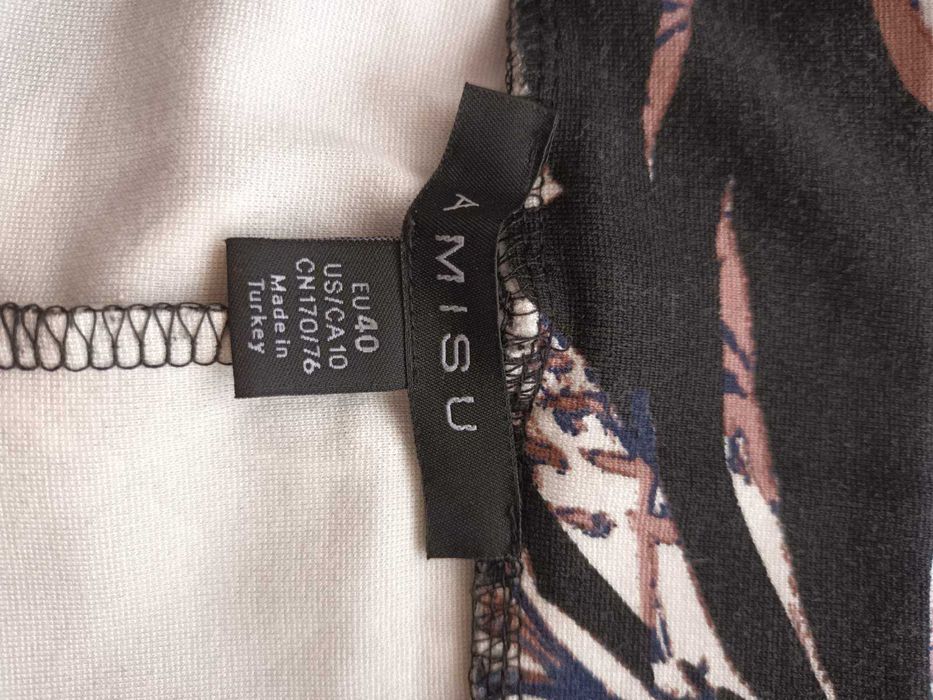 AMISU
EU40
US/CA10
CN170/76
Made in
Turkey